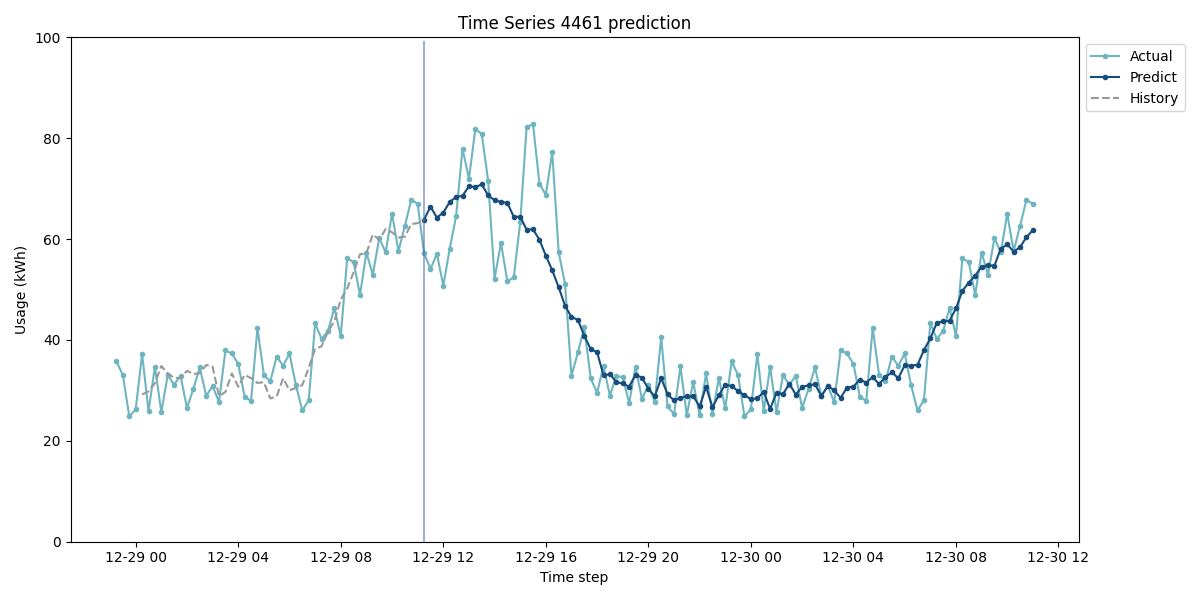 Time Series 4461 prediction
100
80
60
40
20
0
Usage (kWh)
12-29 00
12-29 04
12-29 08
12-29 12
12-29 16
12-29 20
12-30 00
12-30 04
12-30 08
12-30 12
Time step
Actual
Predict
History